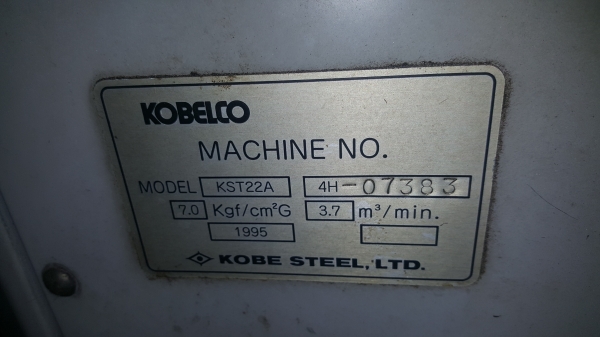 KOBELCO
MACHINE NO.
MODEL KST22A 4H-07383
7.0 Kgf/cm²G 3.7 m³/min.
1995
KOBE STEEL, LTD.